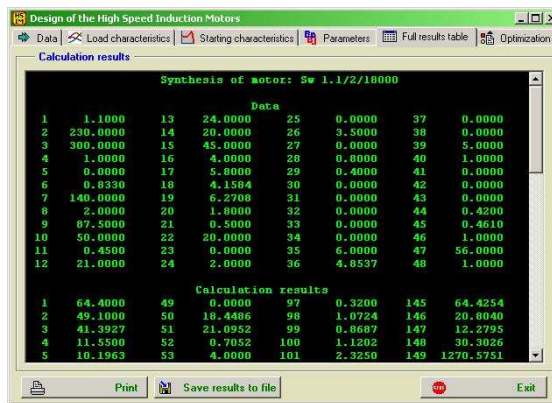 Design of the High Speed Induction Motors
Data Load characteristics Starting characteristics Parameters Full results table Optimization
Calculation results
Synthesis of motor: Sw 1.1/2/18000
Data
1 1.1000 13 24.0000 25 0.0000 37 0.0000
2 230.0000 14 20.0000 26 3.5000 38 0.0000
3 300.0000 15 45.0000 27 0.0000 39 5.0000
4 1.0000 16 4.0000 28 0.8000 40 1.0000
5 0.0000 17 5.8000 29 0.4000 41 0.0000
6 0.8330 18 4.1584 30 0.0000 42 0.0000
7 140.0000 19 6.2708 31 0.0000 43 0.0000
8 2.0000 20 1.8000 32 0.0000 44 0.4200
9 87.5000 21 0.5000 33 0.0000 45 0.4610
10 50.0000 22 20.0000 34 0.0000 46 1.0000
11 0.4500 23 0.0000 35 6.0000 47 56.0000
12 21.0000 24 2.0000 36 4.8537 48 1.0000
Calculation results
1 64.4000 49 0.0000 97 0.3200 145 64.4254
2 49.1000 50 18.4486 98 1.0724 146 20.8040
3 41.3927 51 21.0952 99 0.8687 147 12.2795
4 11.5500 52 0.7052 100 1.1202 148 30.3026
5 10.1963 53 4.0000 101 2.3250 149 1270.5751
Print Save results to file Exit